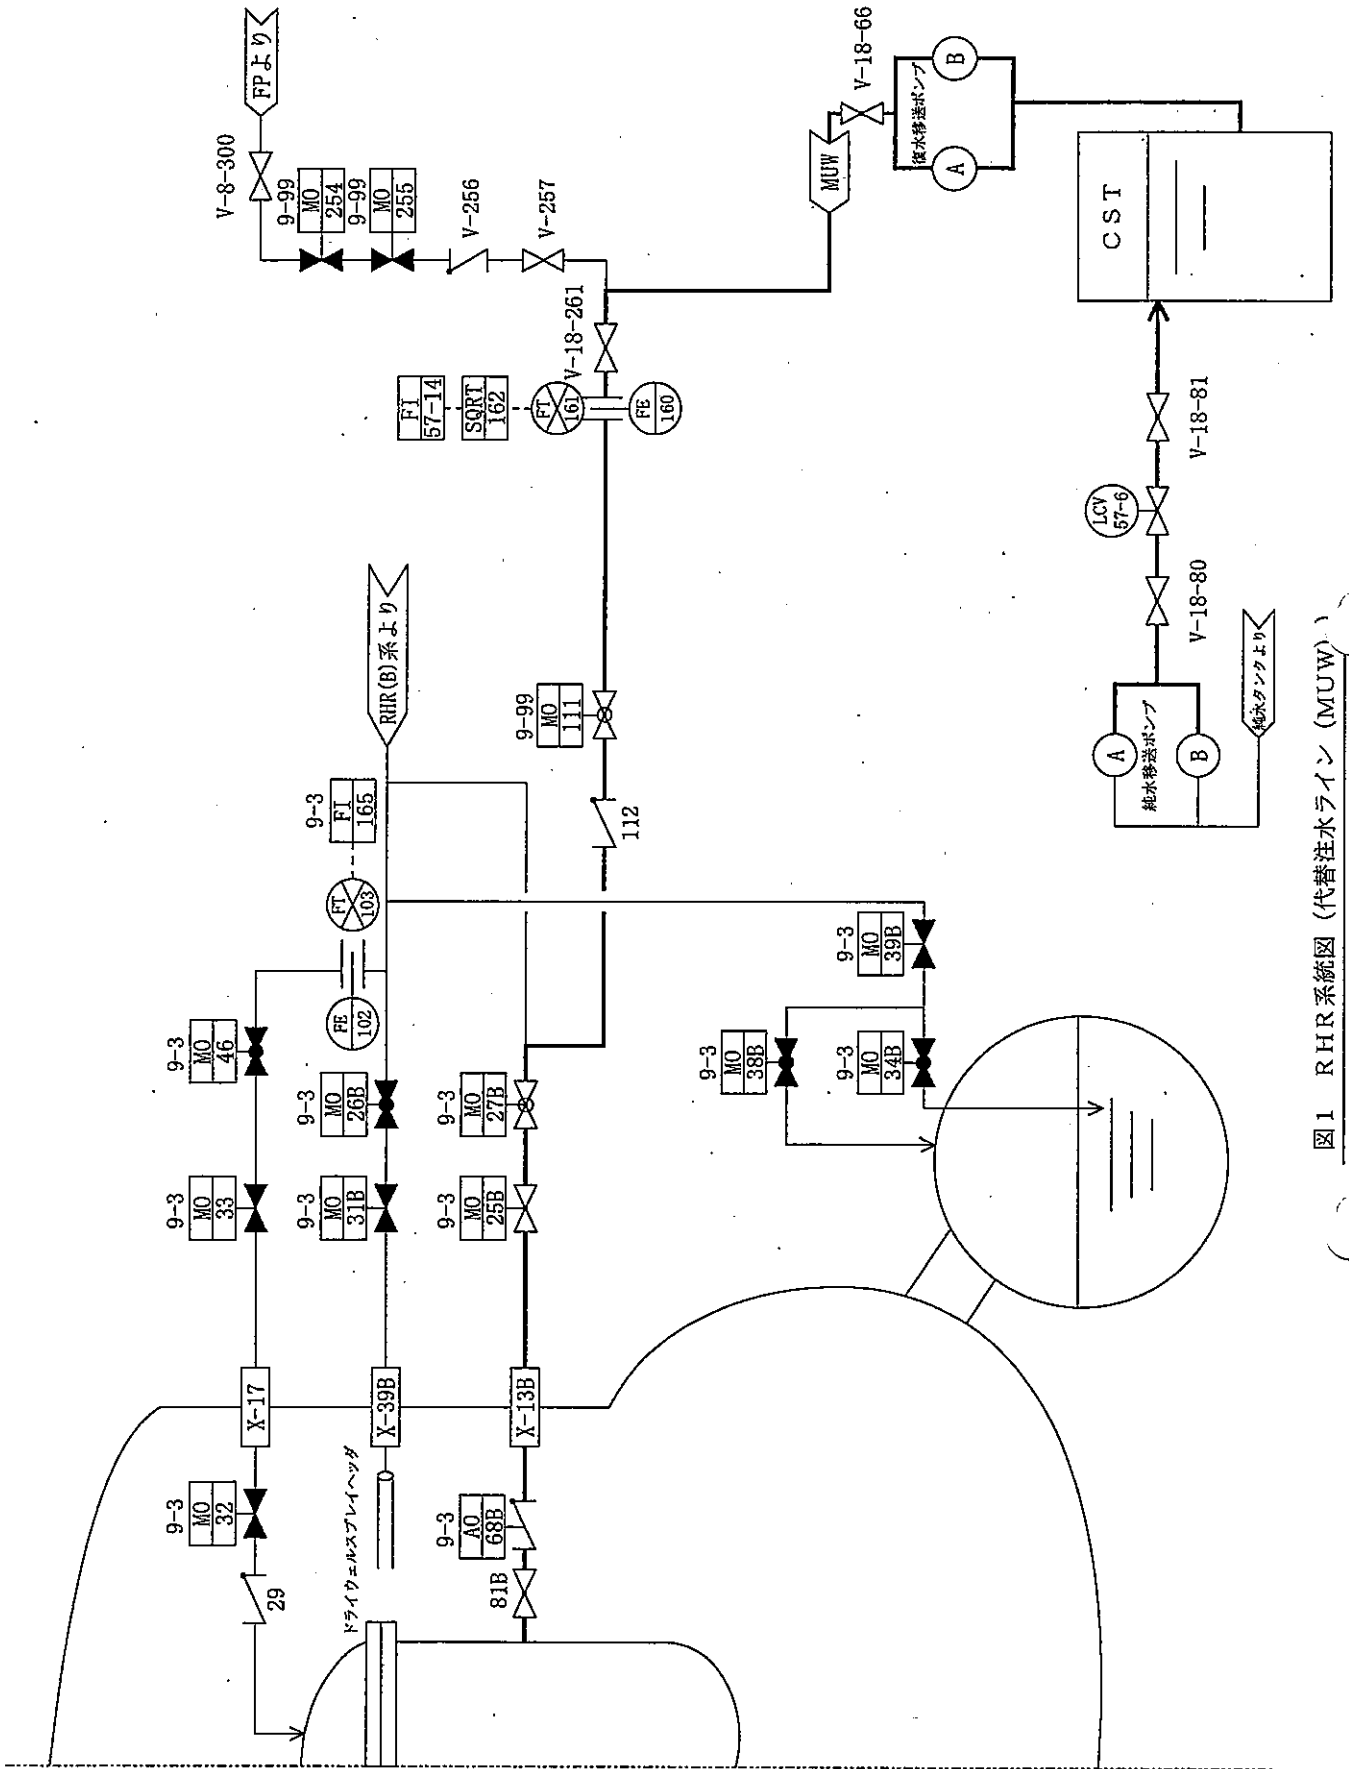 FPより
V-8-300
9-99
MO
254
9-99
MO
255
V-256
V-257
V-18-261
FI
57-14
SQRT
162
FT
161
FE
160
MUW
V-18-66
復水移送ポンプ
A
B
CST
V-18-81
LCV
57-6
V-18-80
純水移送ポンプ
A
B
純水タンクより
RHR(B)系より
9-3
FI
165
FT
103
FE
102
9-99
MO
111
112
9-3
MO
46
9-3
MO
33
9-3
MO
26B
9-3
MO
31B
9-3
MO
27B
9-3
MO
25B
9-3
MO
39B
9-3
MO
38B
9-3
MO
34B
X-17
X-39B
X-13B
9-3
MO
32
29
ドライウェルスプレイヘッダ
9-3
AO
68B
81B
図1 RHR系統図(代替注水ライン(MUW))